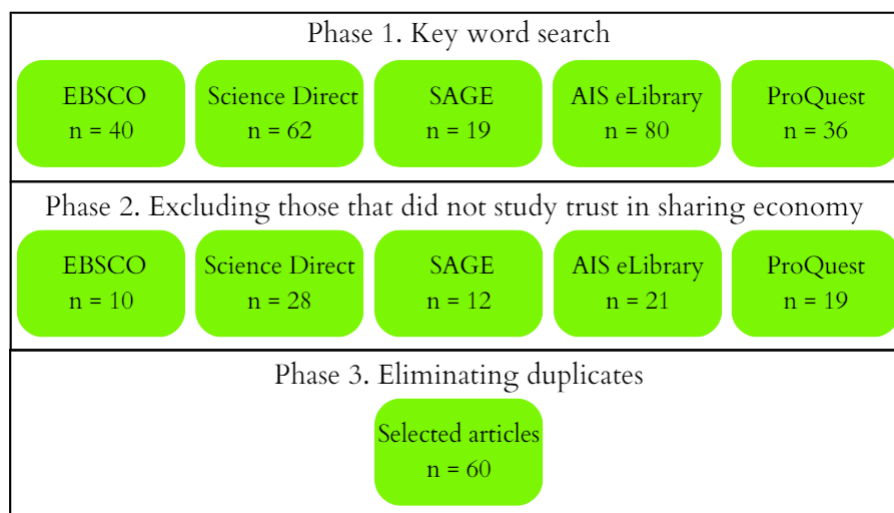 Phase 1. Key word search
EBSCO
n = 40
Science Direct
n = 62
SAGE
n = 19
AIS eLibrary
n = 80
ProQuest
n = 36
Phase 2. Excluding those that did not study trust in sharing economy
EBSCO
n = 10
Science Direct
n = 28
SAGE
n = 12
AIS eLibrary
n = 21
ProQuest
n = 19
Phase 3. Eliminating duplicates
Selected articles
n = 60